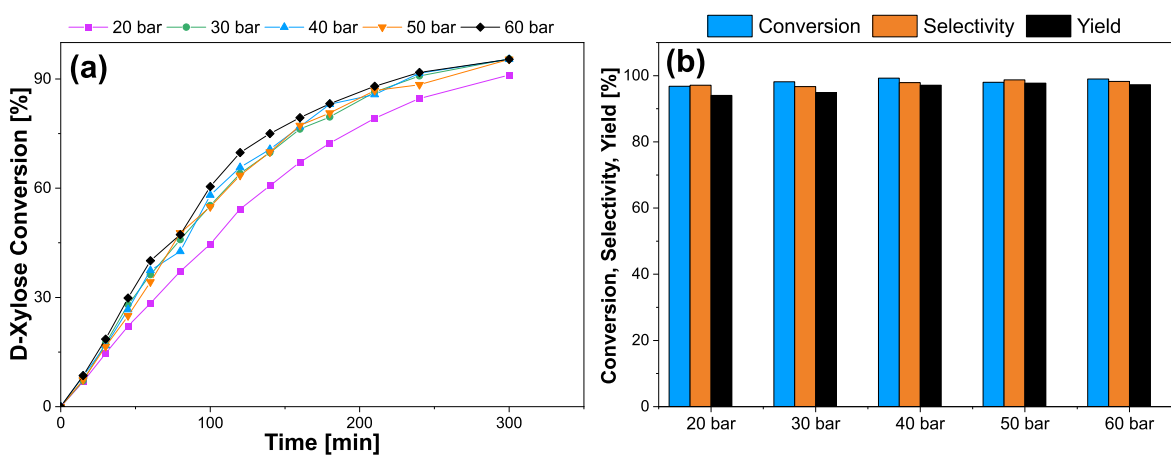 20 bar 30 bar 40 bar 50 bar 60 bar
(a)
D-Xylose Conversion [%]
90
60
30
0
0 100 200 300
Time [min]
Conversion Selectivity Yield
(b)
Conversion, Selectivity, Yield [%]
100
80
60
40
20
0
20 bar 30 bar 40 bar 50 bar 60 bar